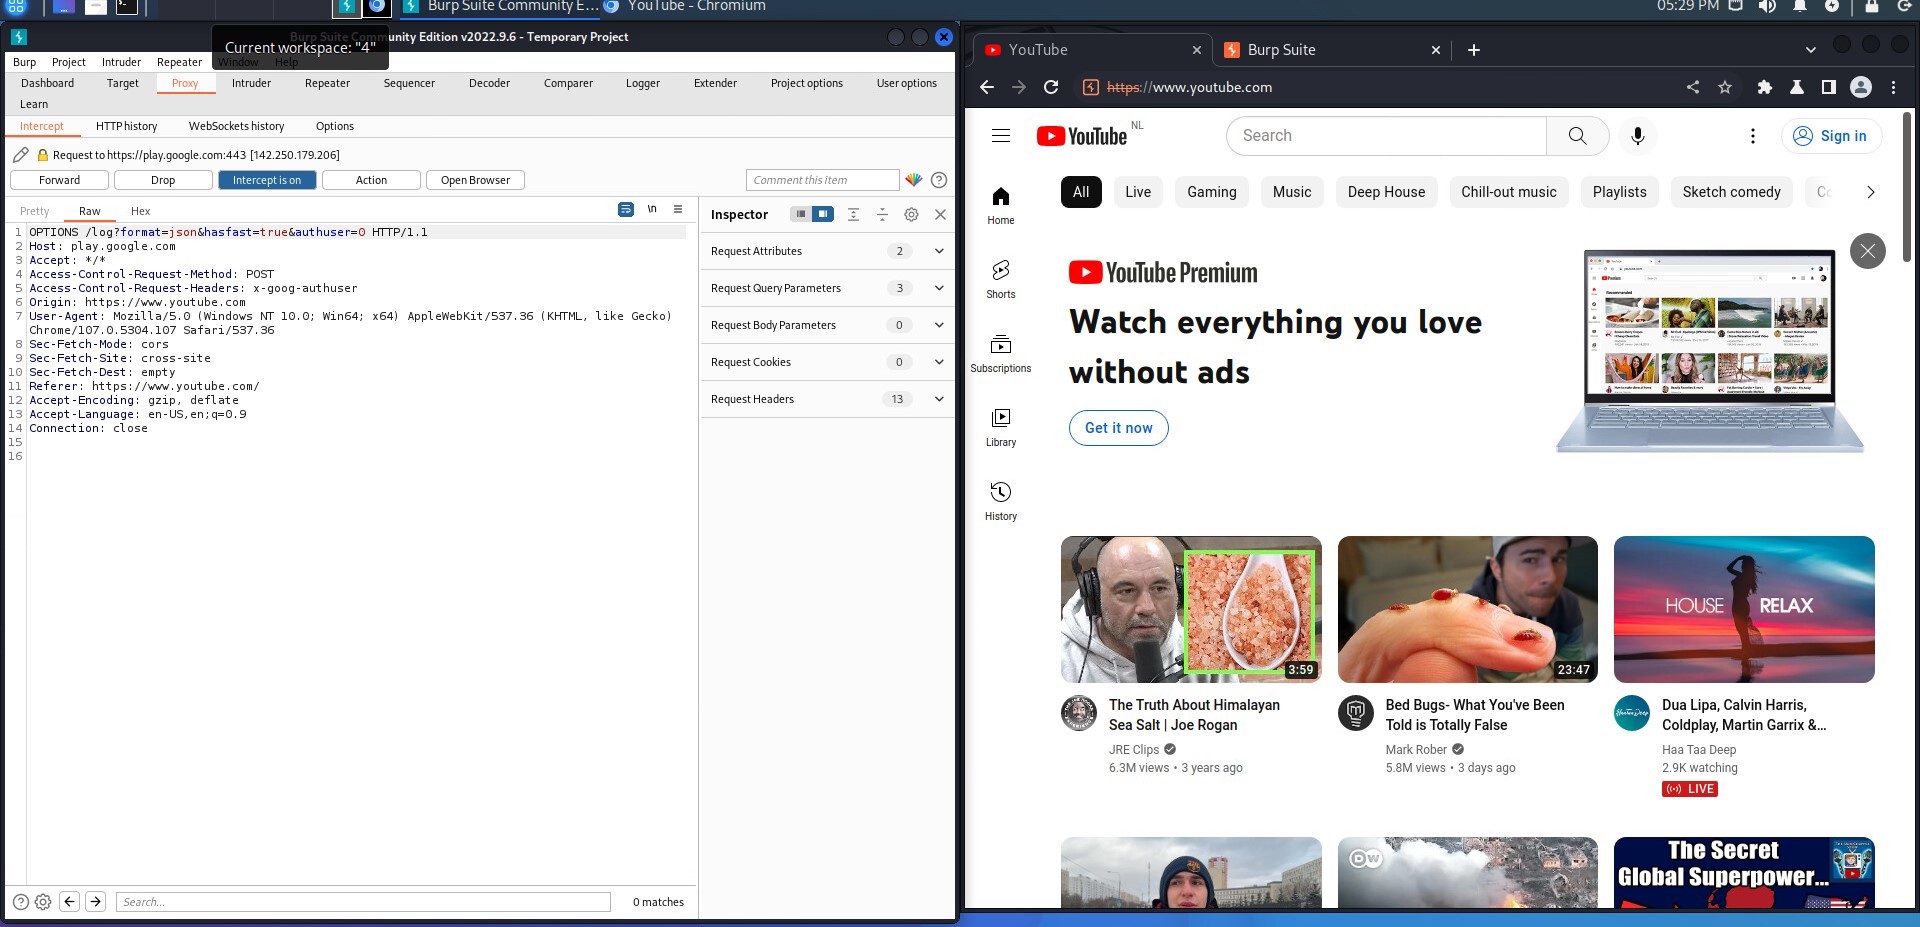 05:29 PM
Burp Suite Community E... YouTube - Chromium
Burp Suite Community Edition v2022.9.6 - Temporary Project
Current workspace: "4"
Burp Project Intruder Repeater Window Help
Dashboard Target Proxy Intruder Repeater Sequencer Decoder Comparer Logger Extender Project options User options
Learn
Intercept HTTP history WebSockets history Options
Request to https://play.google.com:443 [142.250.179.206]
Forward Drop Intercept is on Action Open Browser Comment this item
Pretty Raw Hex \n
1 OPTIONS /log?format=json&hasfast=true&authuser=0 HTTP/1.1
2 Host: play.google.com
3 Accept: */*
4 Access-Control-Request-Method: POST
5 Access-Control-Request-Headers: x-goog-authuser
6 Origin: https://www.youtube.com
7 User-Agent: Mozilla/5.0 (Windows NT 10.0; Win64; x64) AppleWebKit/537.36 (KHTML, like Gecko)
Chrome/107.0.5304.107 Safari/537.36
8 Sec-Fetch-Mode: cors
9 Sec-Fetch-Site: cross-site
10 Sec-Fetch-Dest: empty
11 Referer: https://www.youtube.com/
12 Accept-Encoding: gzip, deflate
13 Accept-Language: en-US,en;q=0.9
14 Connection: close
15
16
Inspector
Request Attributes 2
Request Query Parameters 3
Request Body Parameters 0
Request Cookies 0
Request Headers 13
Search... 0 matches
YouTube Burp Suite
https://www.youtube.com
YouTube NL
Search
Sign in
All Live Gaming Music Deep House Chill-out music Playlists Sketch comedy
Home
Shorts
Subscriptions
Library
History
YouTube Premium
Watch everything you love
without ads
Get it now
3:59
The Truth About Himalayan
Sea Salt | Joe Rogan
JRE Clips
6.3M views • 3 years ago
23:47
Bed Bugs- What You've Been
Told is Totally False
Mark Rober
5.8M views • 3 days ago
HOUSE RELAX
Dua Lipa, Calvin Harris,
Coldplay, Martin Garrix &...
Haa Taa Deep
2.9K watching
LIVE
DW
The Secret
Global Superpower...